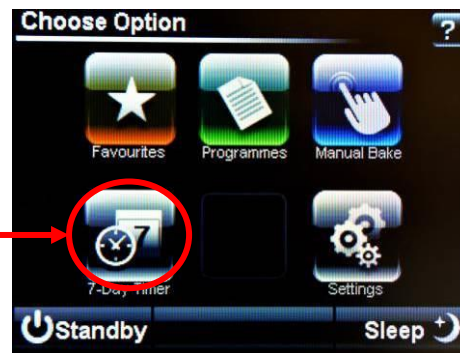 Choose Option
?
Favourites Programmes Manual Bake
7
7-Day Timer Settings
Standby Sleep